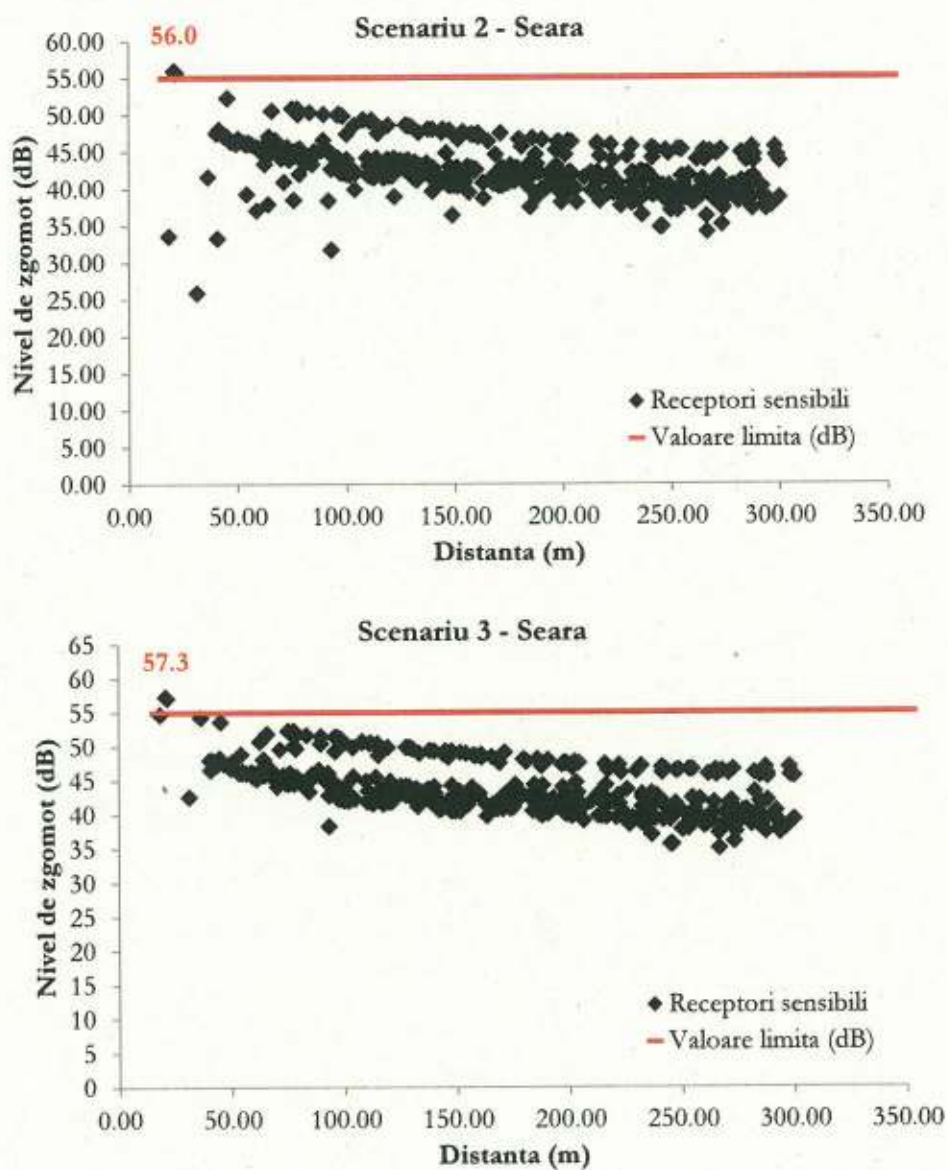 Scenariu 2 - Seara
56.0
60.00
55.00
50.00
45.00
40.00
35.00
30.00
25.00
20.00
15.00
10.00
5.00
0.00
Nivel de zgomot (dB)
Receptori sensibili
Valoare limita (dB)
0.00 50.00 100.00 150.00 200.00 250.00 300.00 350.00
Distanta (m)
Scenariu 3 - Seara
57.3
65
60
55
50
45
40
35
30
25
20
15
10
5
0
Nivel de zgomot (dB)
Receptori sensibili
Valoare limita (dB)
0.00 50.00 100.00 150.00 200.00 250.00 300.00 350.00
Distanta (m)